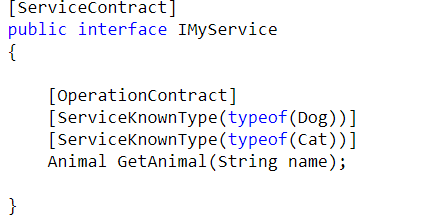 [ServiceContract]
public interface IMyService
{
[OperationContract]
[ServiceKnownType(typeof(Dog))]
[ServiceKnownType(typeof(Cat))]
Animal GetAnimal(String name);
}